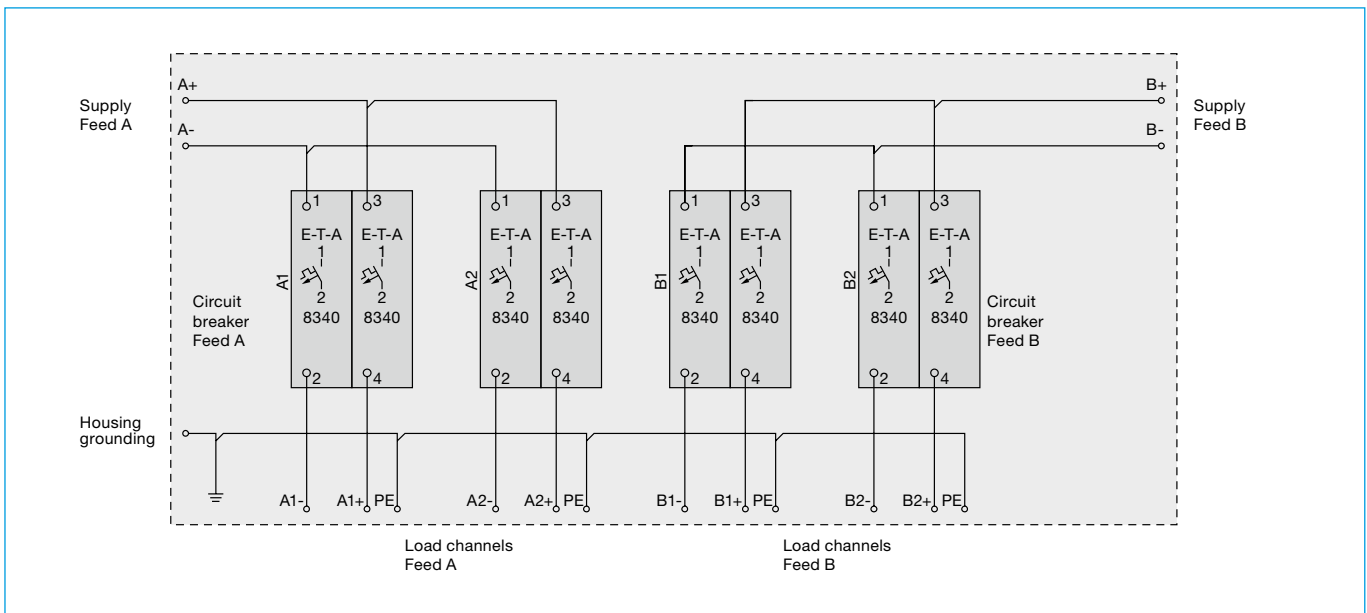 Supply
Feed A
A+
A-
B+
B-
Supply
Feed B
1 3
E-T-A E-T-A
1 1
A1
2 2
8340 8340
2 4
1 3
E-T-A E-T-A
1 1
A2
2 2
8340 8340
2 4
1 3
E-T-A E-T-A
1 1
B1
2 2
8340 8340
2 4
1 3
E-T-A E-T-A
1 1
B2
2 2
8340 8340
2 4
Circuit
breaker
Feed A
Circuit
breaker
Feed B
Housing
grounding
A1- A1+ PE A2- A2+ PE B1- B1+ PE B2- B2+ PE
Load channels
Feed A
Load channels
Feed B